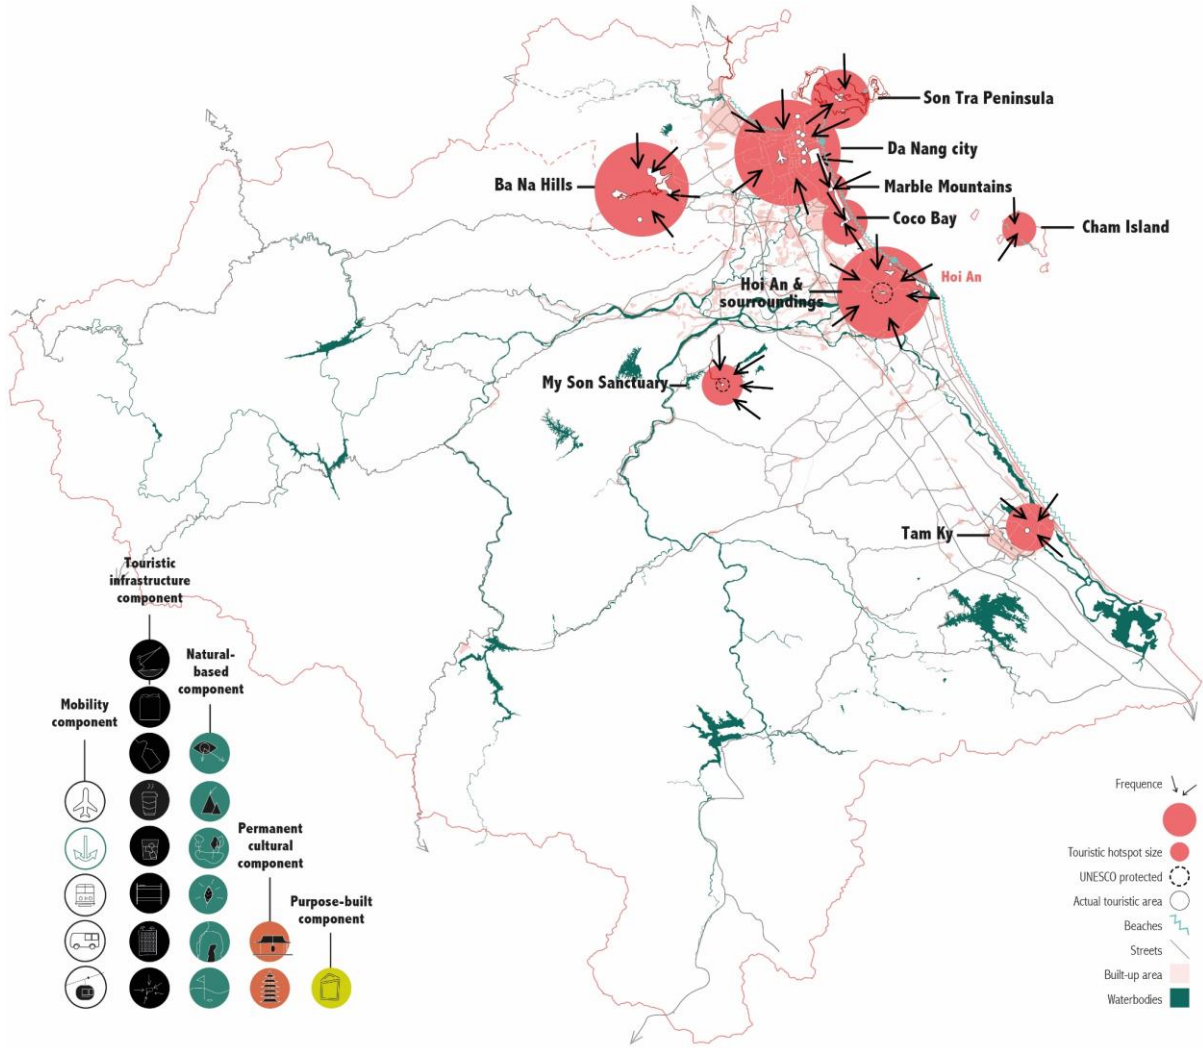 Son Tra Peninsula
Da Nang city
Ba Na Hills
Marble Mountains
Coco Bay
Cham Island
Hoi An
Hoi An &
sourroundings
My Son Sanctuary
Tam Ky
Touristic
infrastructure
component
Natural-
based
component
Mobility
component
Permanent
cultural
component
Purpose-built
component
Frequence
Touristic hotspot size
UNESCO protected
Actual touristic area
Beaches
Streets
Built-up area
Waterbodies